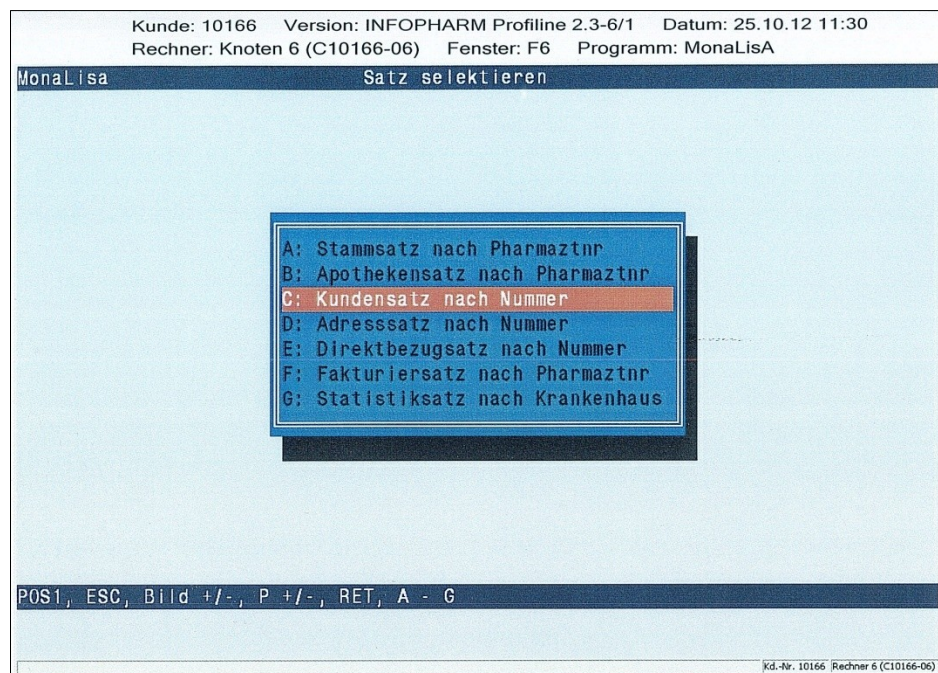 Kunde: 10166 Version: INFOPHARM Profiline 2.3-6/1 Datum: 25.10.12 11:30
Rechner: Knoten 6 (C10166-06) Fenster: F6 Programm: MonaLisA
MonaLisa Satz selektieren
A: Stammsatz nach Pharmaztnr
B: Apothekensatz nach Pharmaztnr
C: Kundensatz nach Nummer
D: Adresssatz nach Nummer
E: Direktbezugsatz nach Nummer
F: Fakturiersatz nach Pharmaztnr
G: Statistiksatz nach Krankenhaus
POS1, ESC, Bild +/-, P +/-, RET, A - G
Kd.-Nr. 10166 Rechner 6 (C10166-06)